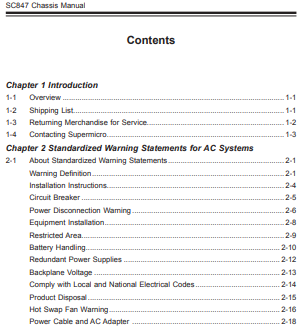 SC847 Chassis Manual
Contents
Chapter 1 Introduction
1-1 Overview ........ 1-1
1-2 Shipping List ........ 1-1
1-3 Returning Merchandise for Service ........ 1-2
1-4 Contacting Supermicro ........ 1-3
Chapter 2 Standardized Warning Statements for AC Systems
2-1 About Standardized Warning Statements ........ 2-1
Warning Definition ........ 2-1
Installation Instructions ........ 2-4
Circuit Breaker ........ 2-5
Power Disconnection Warning ........ 2-6
Equipment Installation ........ 2-8
Restricted Area ........ 2-9
Battery Handling ........ 2-10
Redundant Power Supplies ........ 2-12
Backplane Voltage ........ 2-13
Comply with Local and National Electrical Codes ........ 2-14
Product Disposal ........ 2-15
Hot Swap Fan Warning ........ 2-16
Power Cable and AC Adapter ........ 2-18